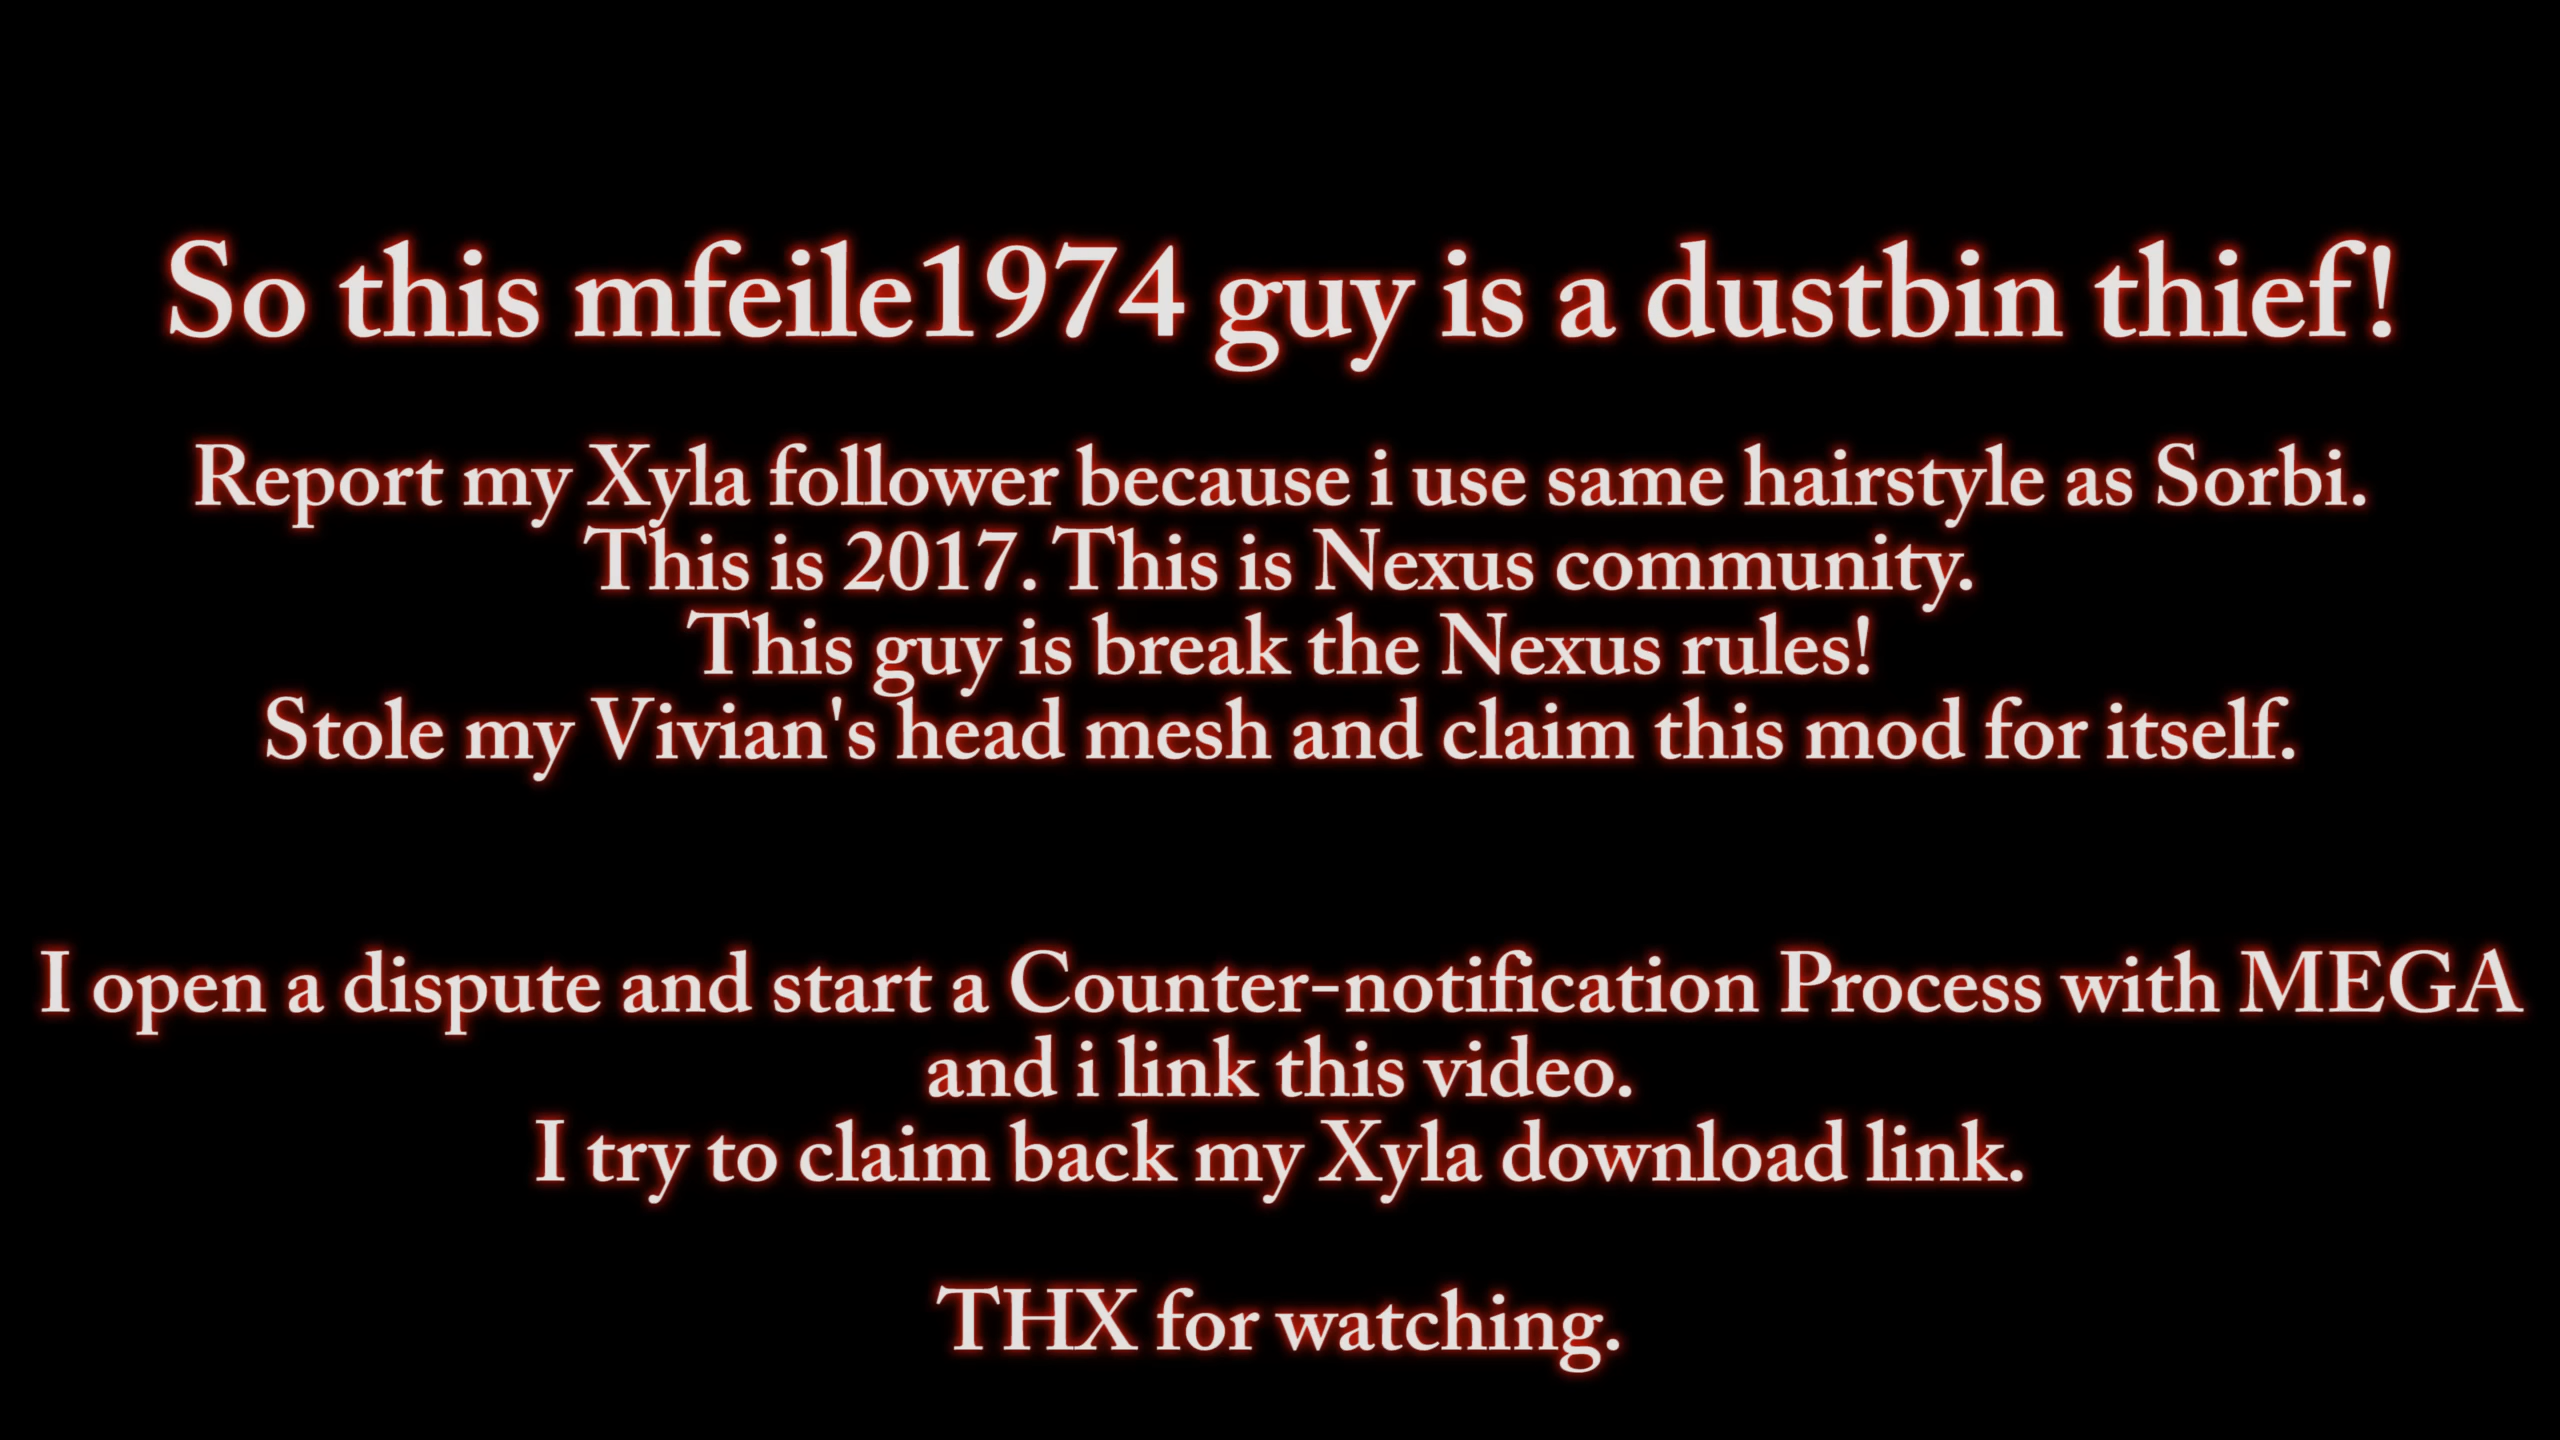 So this mfeile1974 guy is a dustbin thief!
Report my Xyla follower because i use same hairstyle as Sorbi.
This is 2017. This is Nexus community.
This guy is break the Nexus rules!
Stole my Vivian's head mesh and claim this mod for itself.
I open a dispute and start a Counter-notification Process with MEGA
and i link this video.
I try to claim back my Xyla download link.
THX for watching.